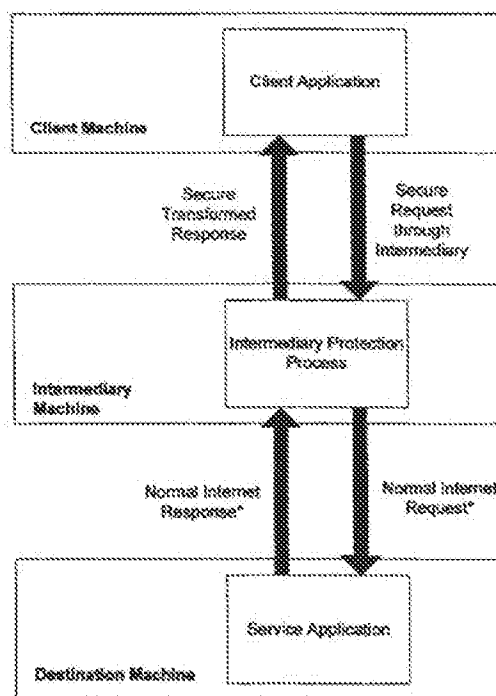 Client Application
Client Machine
Secure
Transformed
Response
Secure
Request
through
Intermediary
Intermediary Protection
Process
Intermediary
Machine
Normal Internet
Response*
Normal Internet
Request*
Service Application
Destination Machine